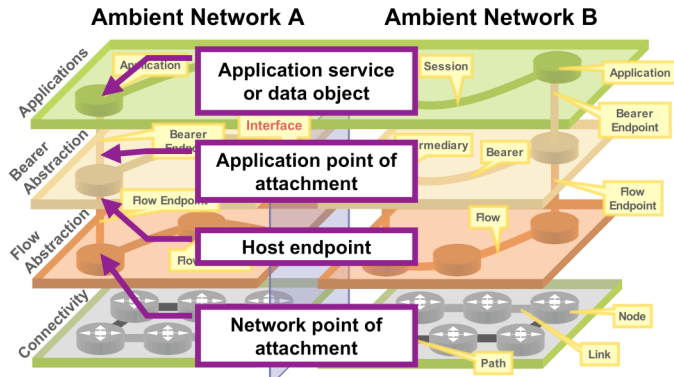 Ambient Network A
Ambient Network B
Applications
Application
Application service
or data object
Session
Application
Bearer
Endpoint
Interface
Bearer
Abstraction
Bearer
Application point of
attachment
Bearer
Flow
Endpoint
Flow
Abstraction
Flow Endpoint
Host endpoint
Flow
Connectivity
Network point of
attachment
Node
Link
Path